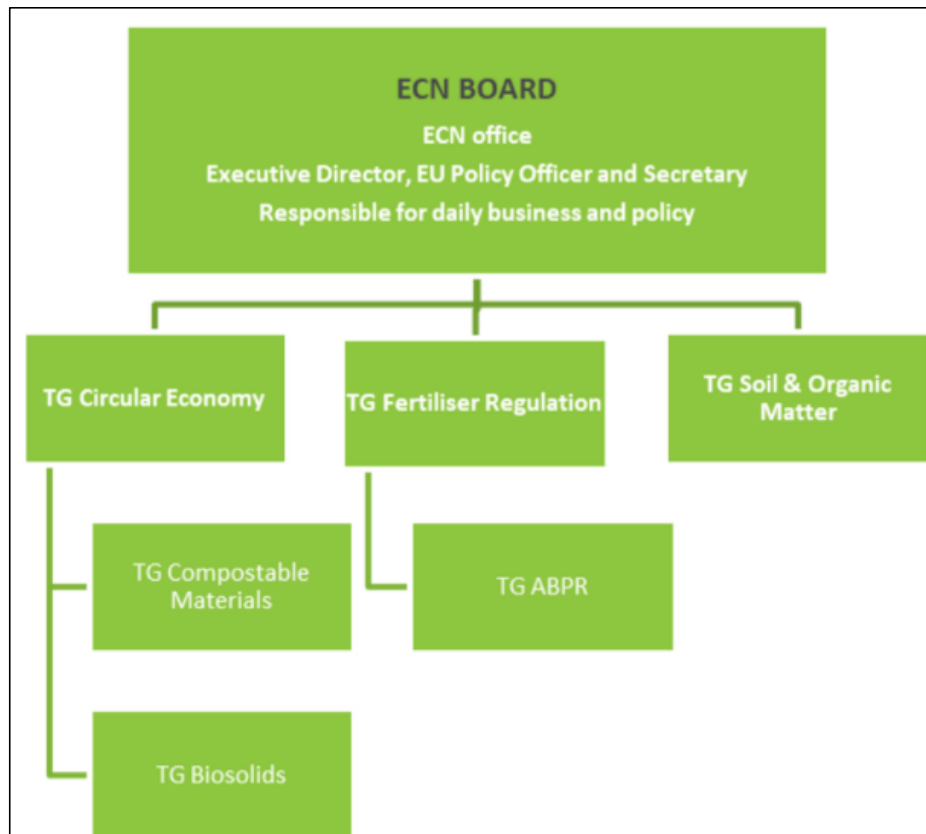 ECN BOARD
ECN office
Executive Director, EU Policy Officer and Secretary
Responsible for daily business and policy
TG Circular Economy
TG Fertiliser Regulation
TG Soil & Organic
Matter
TG Compostable
Materials
TG ABPR
TG Biosolids